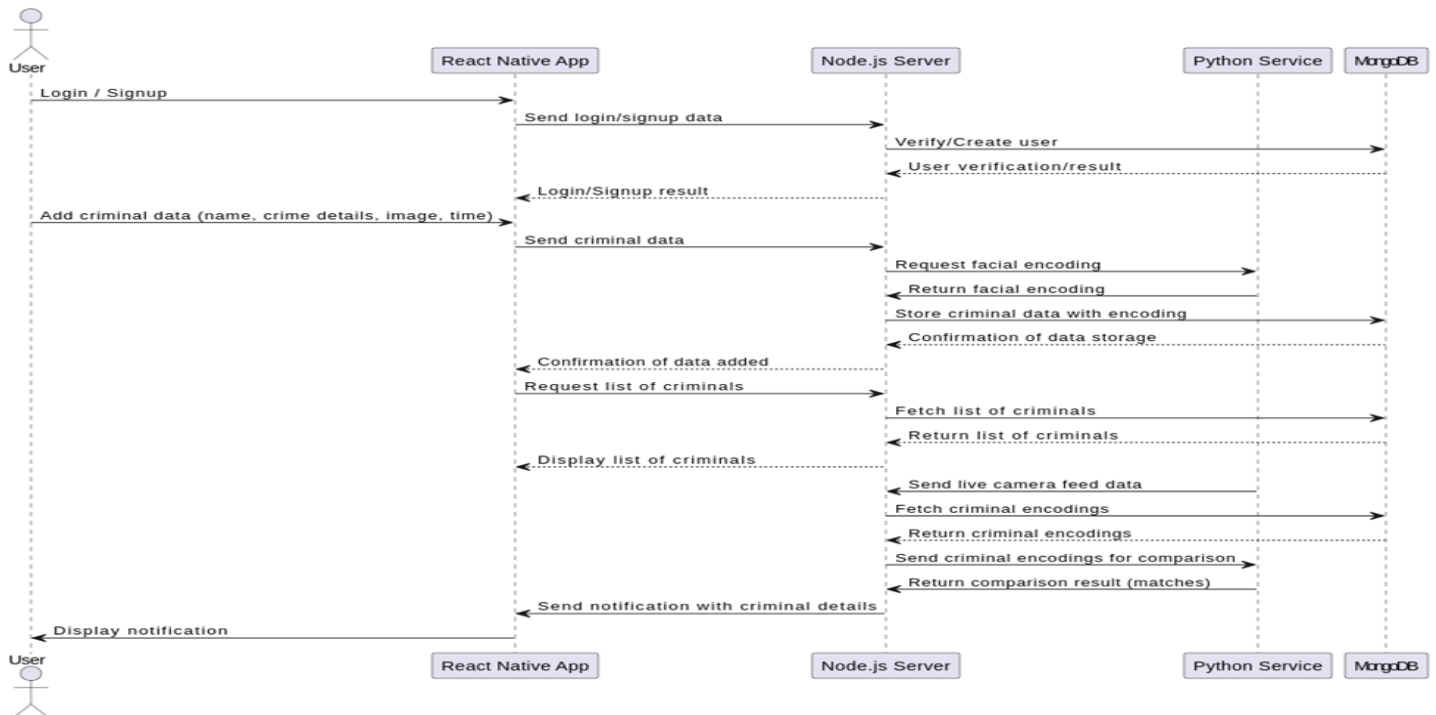 User
React Native App
Node.js Server
Python Service
MongoDB
Login / Signup
Send login/signup data
Verify/Create user
User verification/result
Login/Signup result
Add criminal data (name, crime details, image, time)
Send criminal data
Request facial encoding
Return facial encoding
Store criminal data with encoding
Confirmation of data storage
Confirmation of data added
Request list of criminals
Fetch list of criminals
Return list of criminals
Display list of criminals
Send live camera feed data
Fetch criminal encodings
Return criminal encodings
Send criminal encodings for comparison
Return comparison result (matches)
Send notification with criminal details
Display notification
User
React Native App
Node.js Server
Python Service
MongoDB